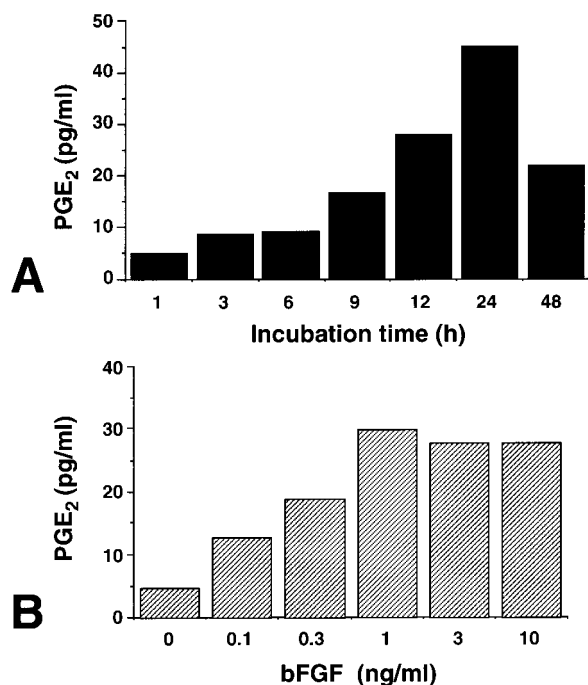 50
40
30
20
10
0
PGE2 (pg/ml)
A
1 3 6 9 12 24 48
Incubation time (h)
40
30
20
10
0
PGE2 (pg/ml)
B
0 0.1 0.3 1 3 10
bFGF (ng/ml)